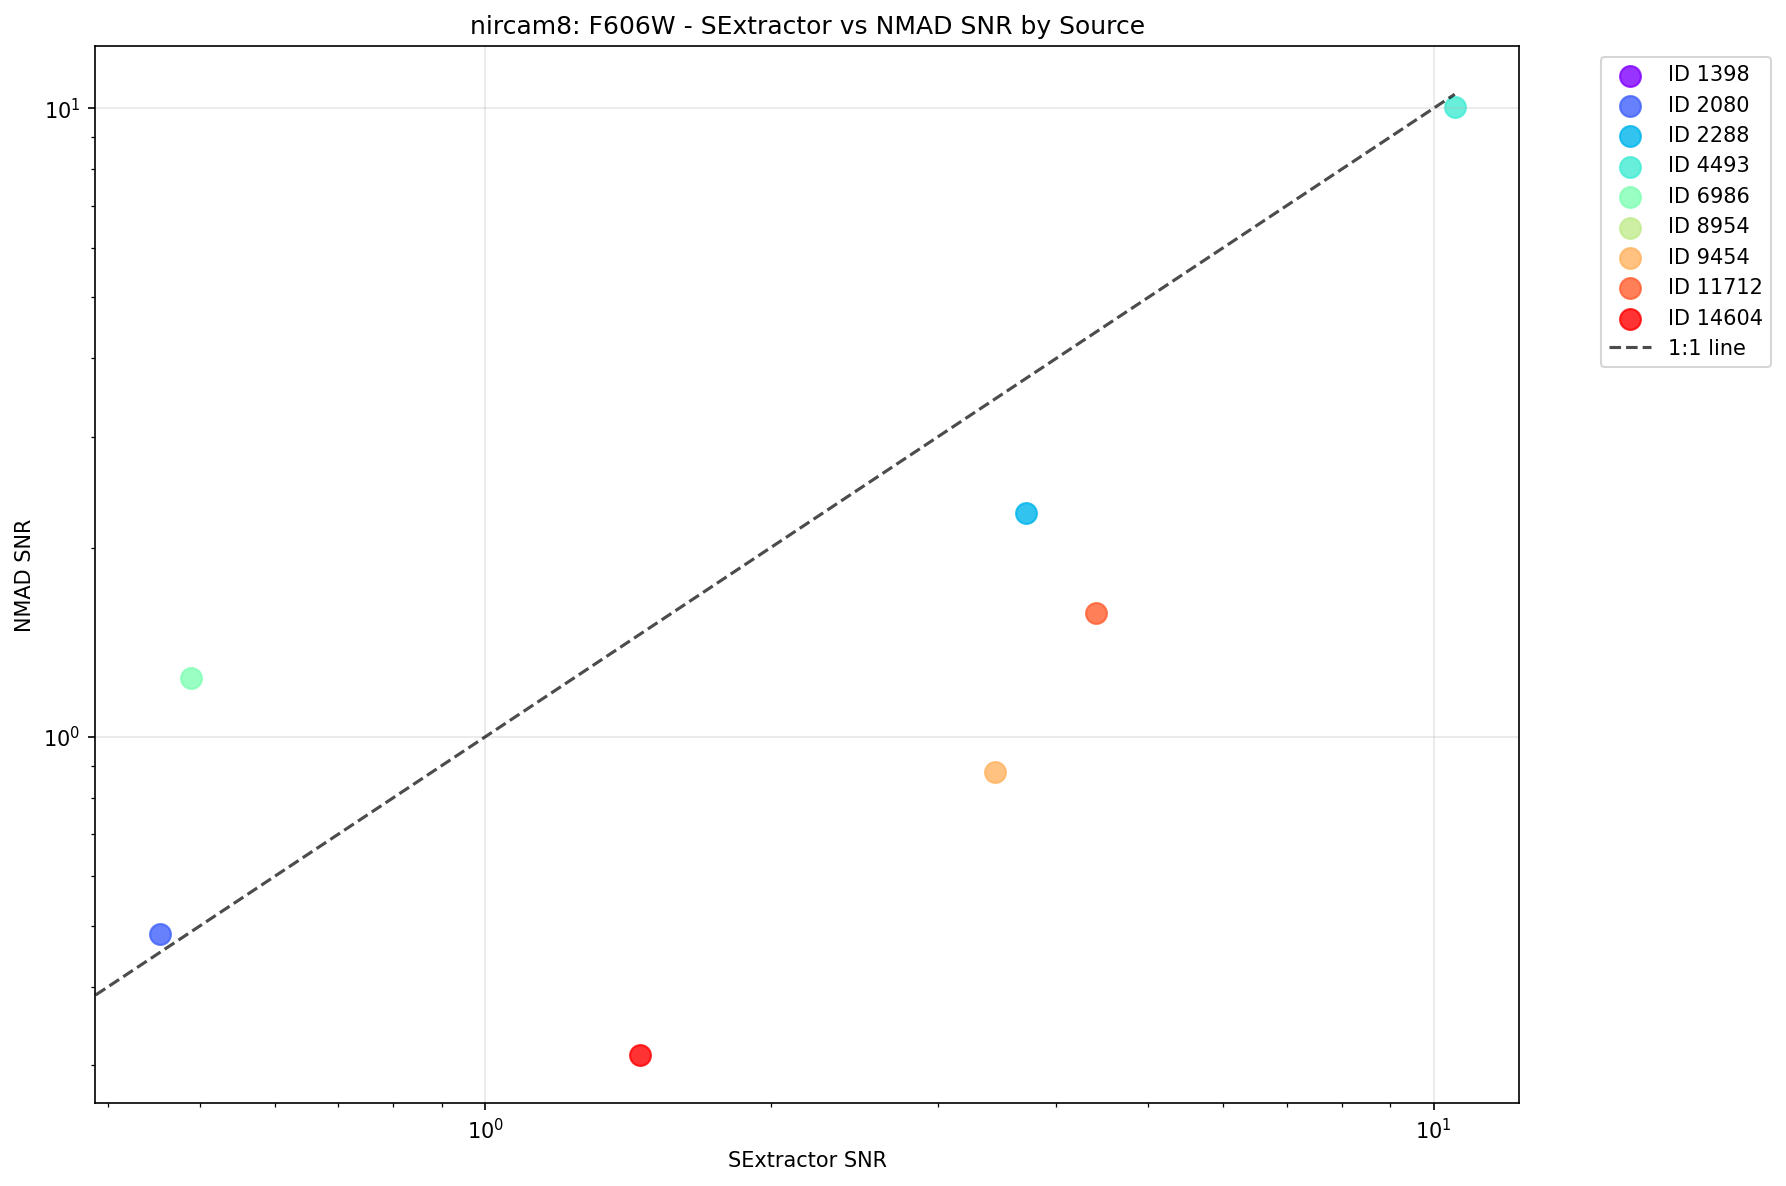 nircam8: F606W - SExtractor vs NMAD SNR by Source
ID 1398
ID 2080
ID 2288
ID 4493
ID 6986
ID 8954
ID 9454
ID 11712
ID 14604
1:1 line
10¹
10⁰
NMAD SNR
10⁰
10¹
SExtractor SNR